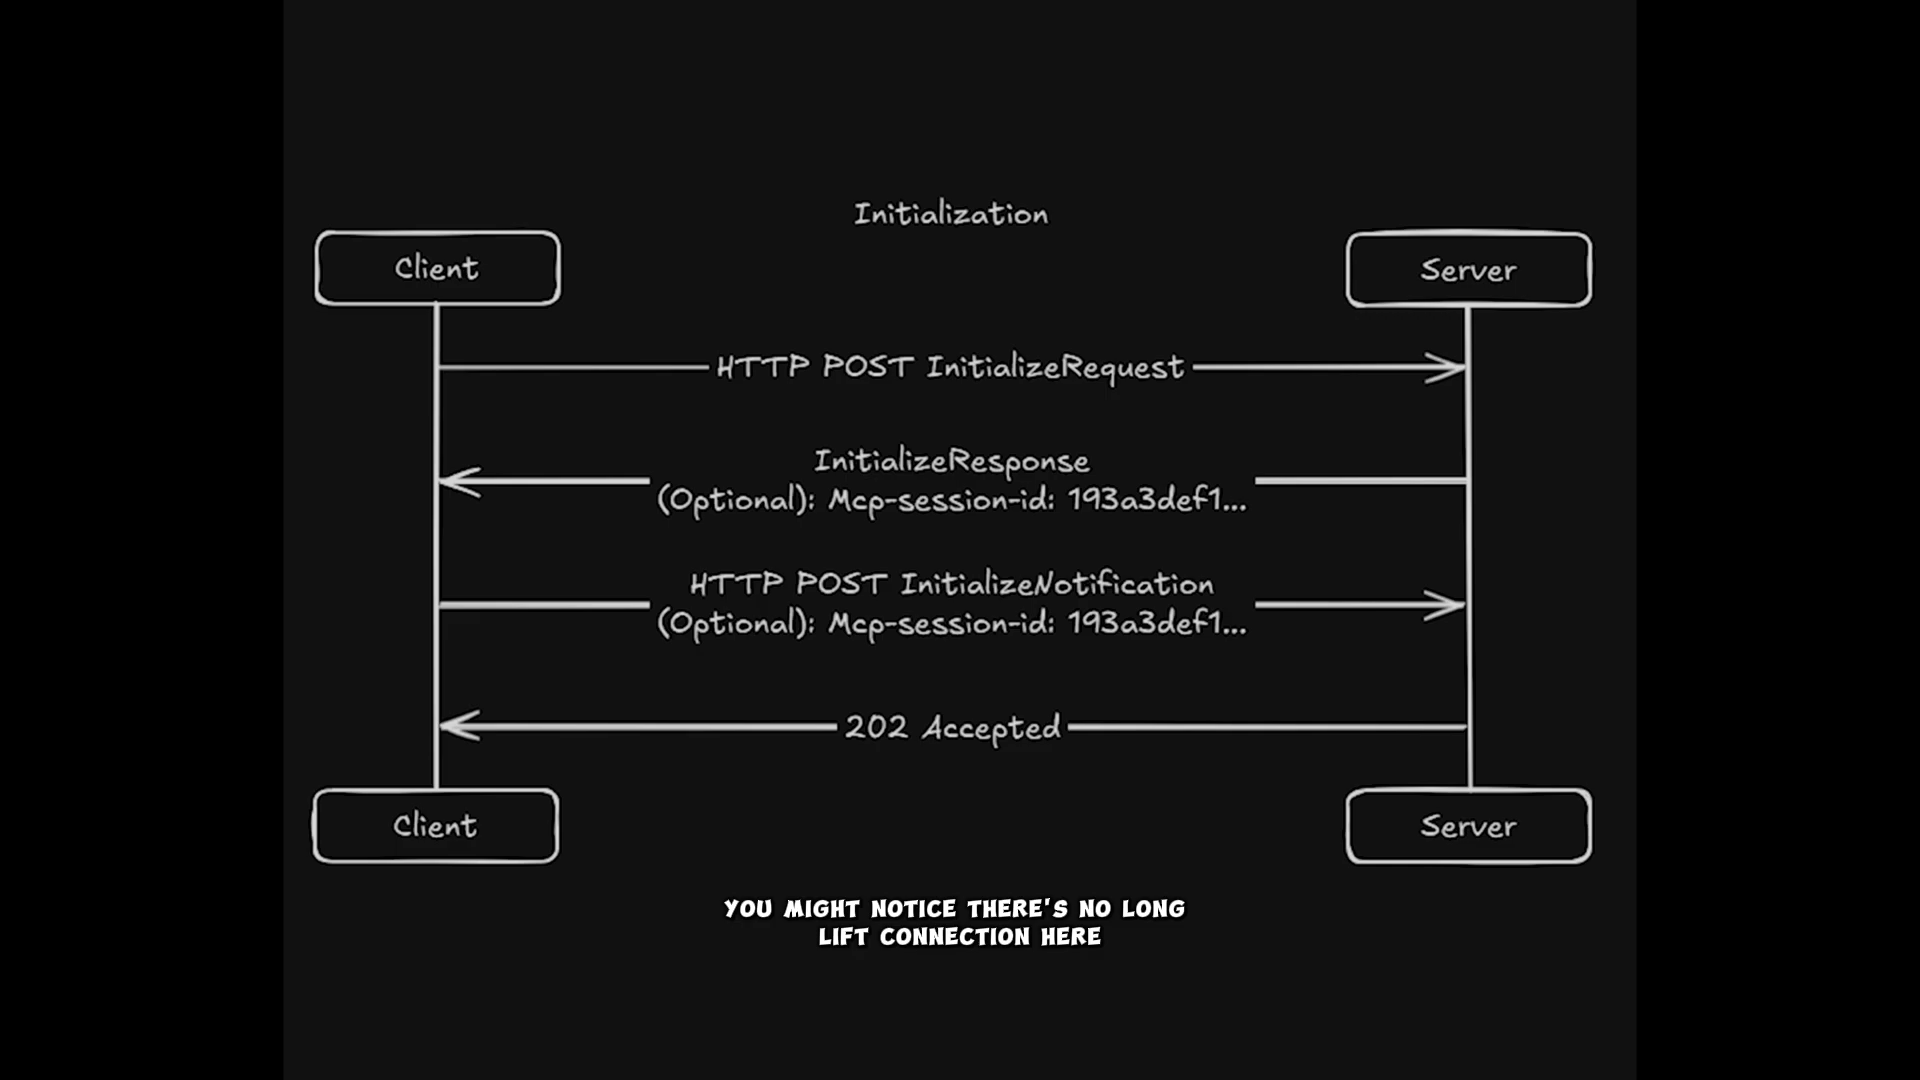 Initialization
Client
Server
HTTP POST InitializeRequest
InitializeResponse
(Optional): Mcp-session-id: 193a3def1...
HTTP POST InitializeNotification
(Optional): Mcp-session-id: 193a3def1...
202 Accepted
Client
Server
YOU MIGHT NOTICE THERE'S NO LONG
LIFT CONNECTION HERE